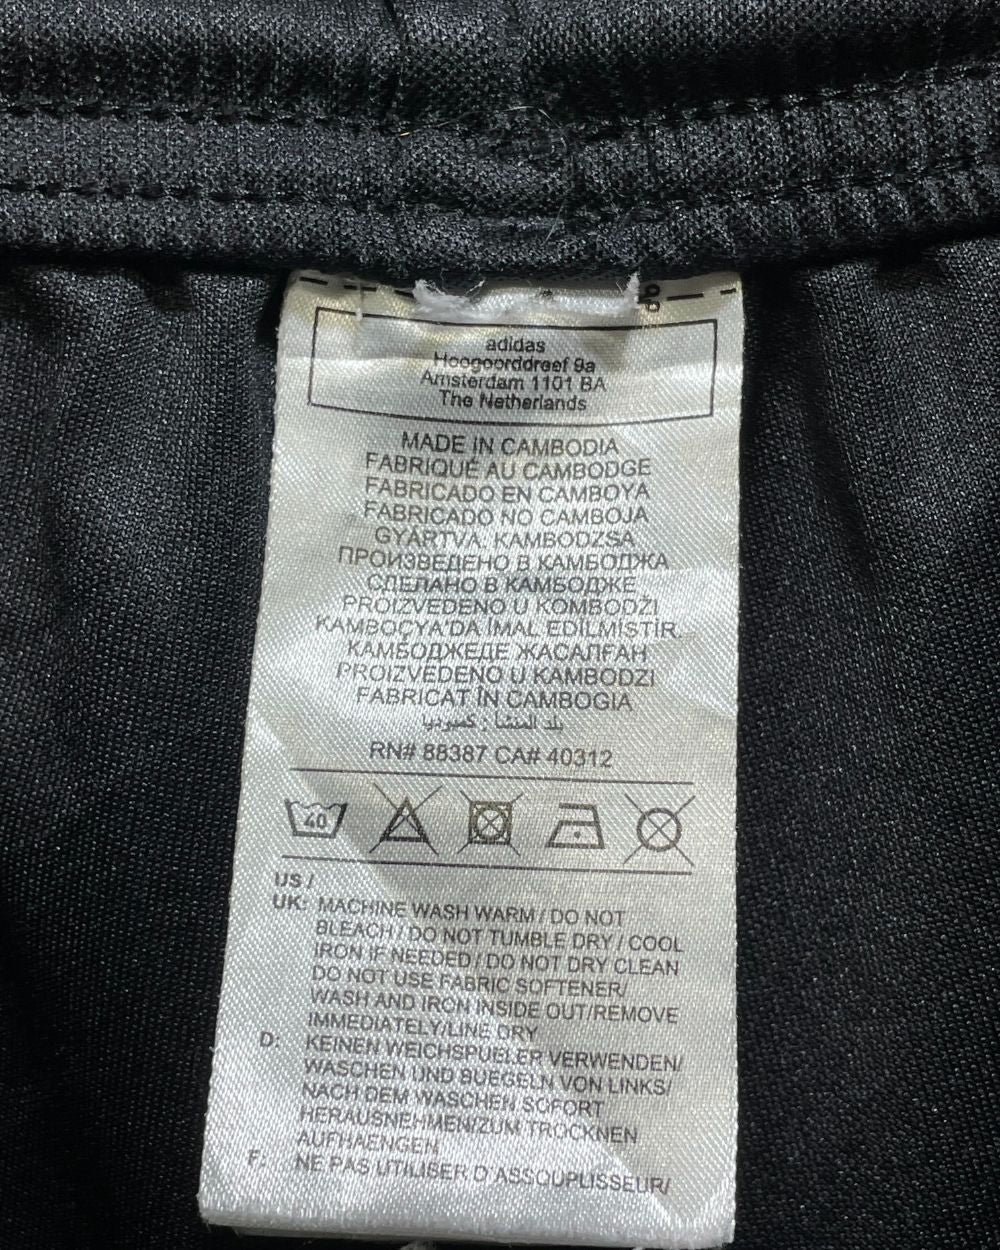 adidas
Hoogoorddreef 9a
Amsterdam 1101 BA
The Netherlands
MADE IN CAMBODIA
FABRIQUÉ AU CAMBODGE
FABRICADO EN CAMBOYA
FABRICADO NO CAMBOJA
GYÁRTVA: KAMBODZSA
ПРОИЗВЕДЕНО В КАМБОДЖА
СДЕЛАНО В КАМБОДЖЕ
PROIZVEDENO U KOMBODŽI
KAMBOÇYA'DA İMAL EDİLMİSTİR.
КАМБОДЖЕДЕ ЖАСАЛҒАН
PROIZVEDENO U KAMBODZI
FABRICAT ÎN CAMBOGIA
بلد المنشأ: كمبوديا
RN# 88387 CA# 40312
40
US /
UK: MACHINE WASH WARM / DO NOT
BLEACH / DO NOT TUMBLE DRY / COOL
IRON IF NEEDED / DO NOT DRY CLEAN
DO NOT USE FABRIC SOFTENER/
WASH AND IRON INSIDE OUT/REMOVE
IMMEDIATELY/LINE DRY
D: KEINEN WEICHSPUELER VERWENDEN/
WASCHEN UND BUEGELN VON LINKS/
NACH DEM WASCHEN SOFORT
HERAUSNEHMEN/ZUM TROCKNEN
AUFHAENGEN
F: NE PAS UTILISER D'ASSOUPLISSEUR/